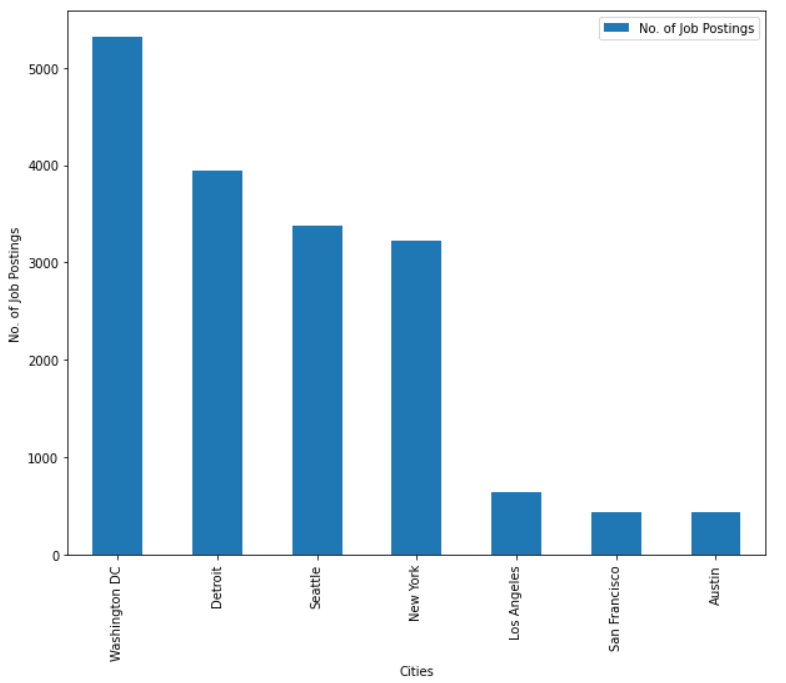 No. of Job Postings
No. of Job Postings
5000
4000
3000
2000
1000
0
Washington DC
Detroit
Seattle
New York
Los Angeles
San Francisco
Austin
Cities